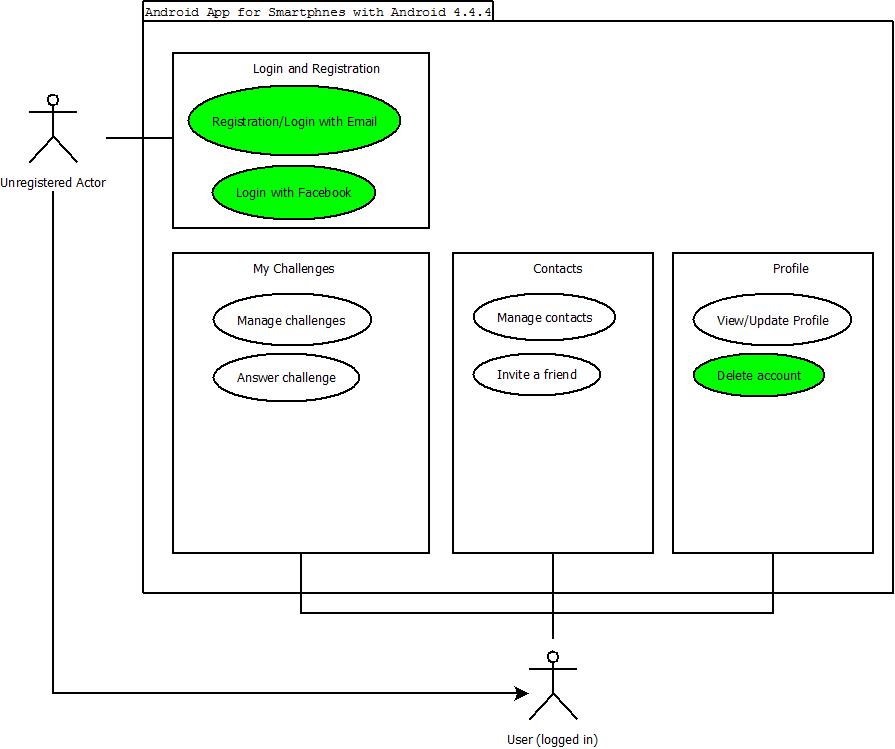 Android App for Smartphnes with Android 4.4.4
Login and Registration
Registration/Login with Email
Login with Facebook
Unregistered Actor
My Challenges
Manage challenges
Answer challenge
Contacts
Manage contacts
Invite a friend
Profile
View/Update Profile
Delete account
User (logged in)